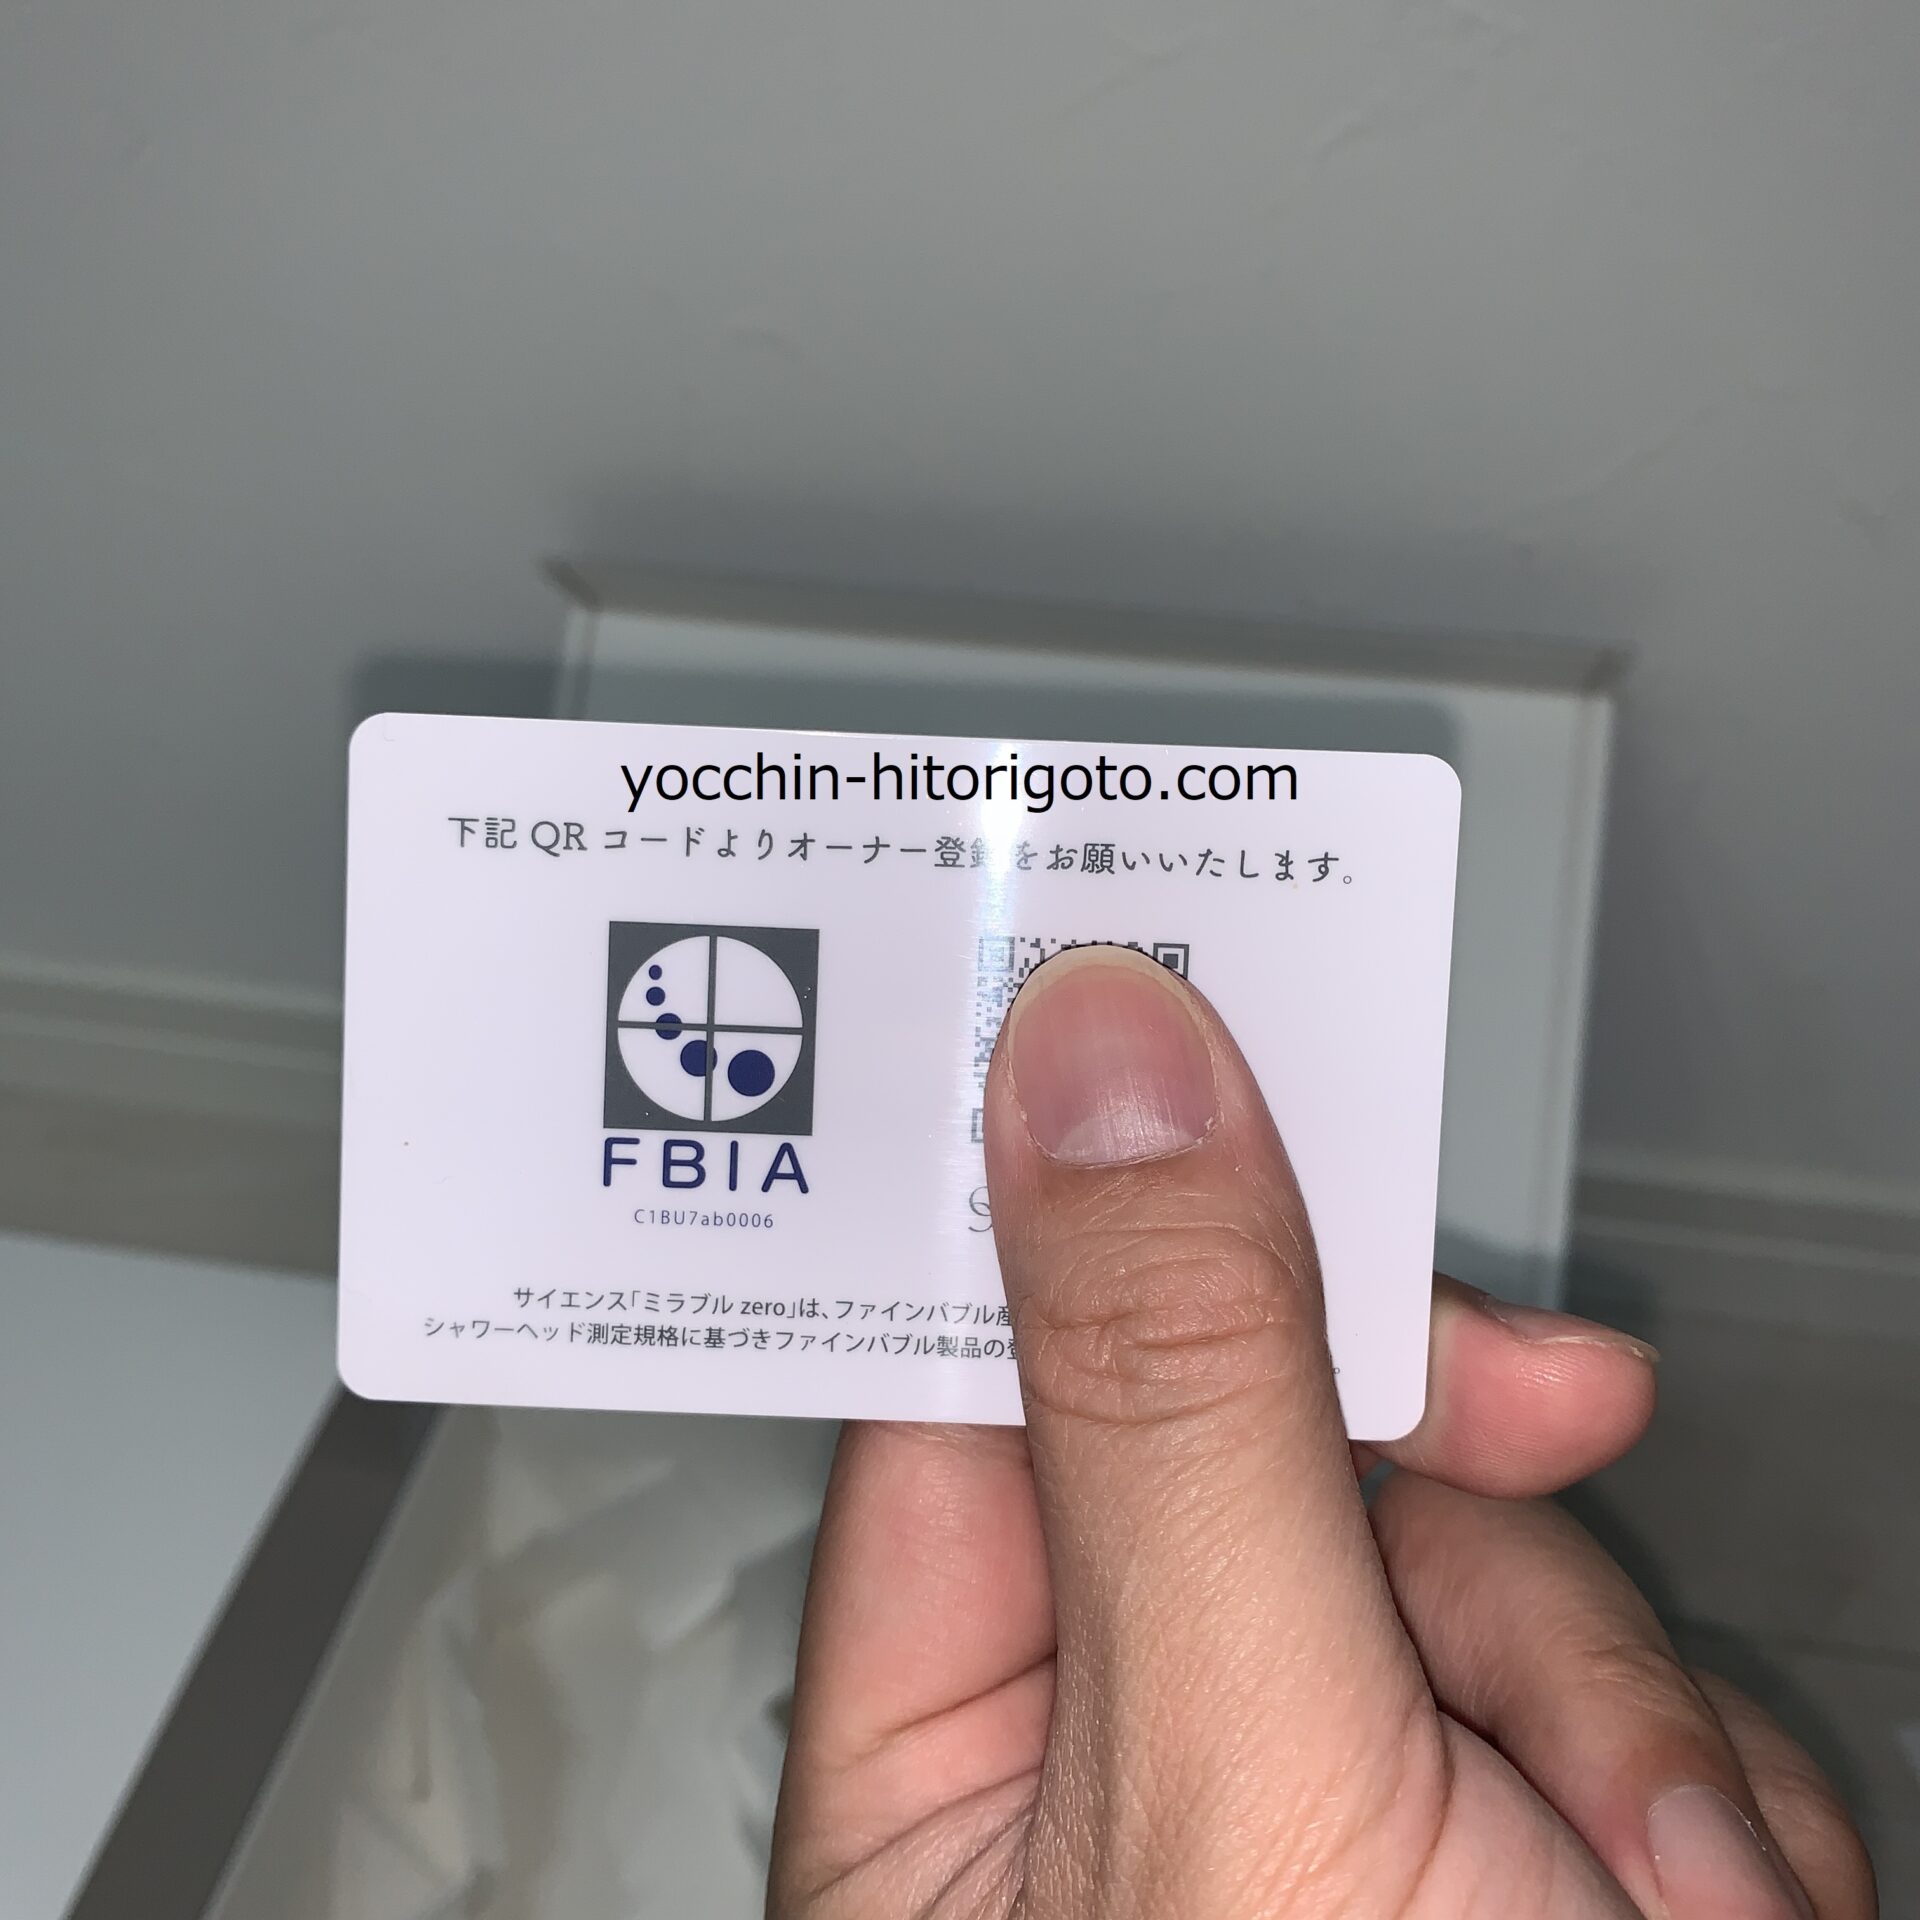 yocchin-hitorigoto.com
下記 QR コードよりオーナー登録をお願いいたします。
FBIA
C1BU7ab0006
サイエンス「ミラブル zero」は、ファインバブル産
シャワーヘッド測定規格に基づきファインバブル製品の登